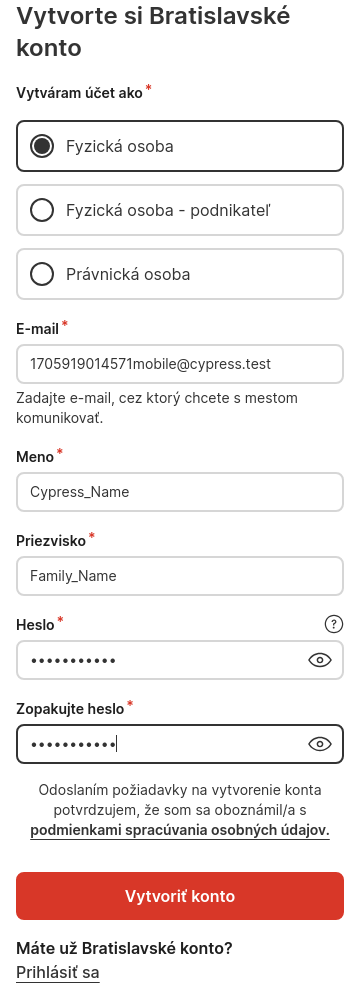 Vytvorte si Bratislavské
konto
Vytváram účet ako*
Fyzická osoba
Fyzická osoba - podnikateľ
Právnická osoba
E-mail*
1705919014571mobile@cypress.test
Zadajte e-mail, cez ktorý chcete s mestom
komunikovať.
Meno*
Cypress_Name
Priezvisko*
Family_Name
Heslo*
?
•••••••••••
Zopakujte heslo*
•••••••••••
Odoslaním požiadavky na vytvorenie konta
potvrdzujem, že som sa oboznámil/a s
podmienkami spracúvania osobných údajov.
Vytvoriť konto
Máte už Bratislavské konto?
Prihlásiť sa